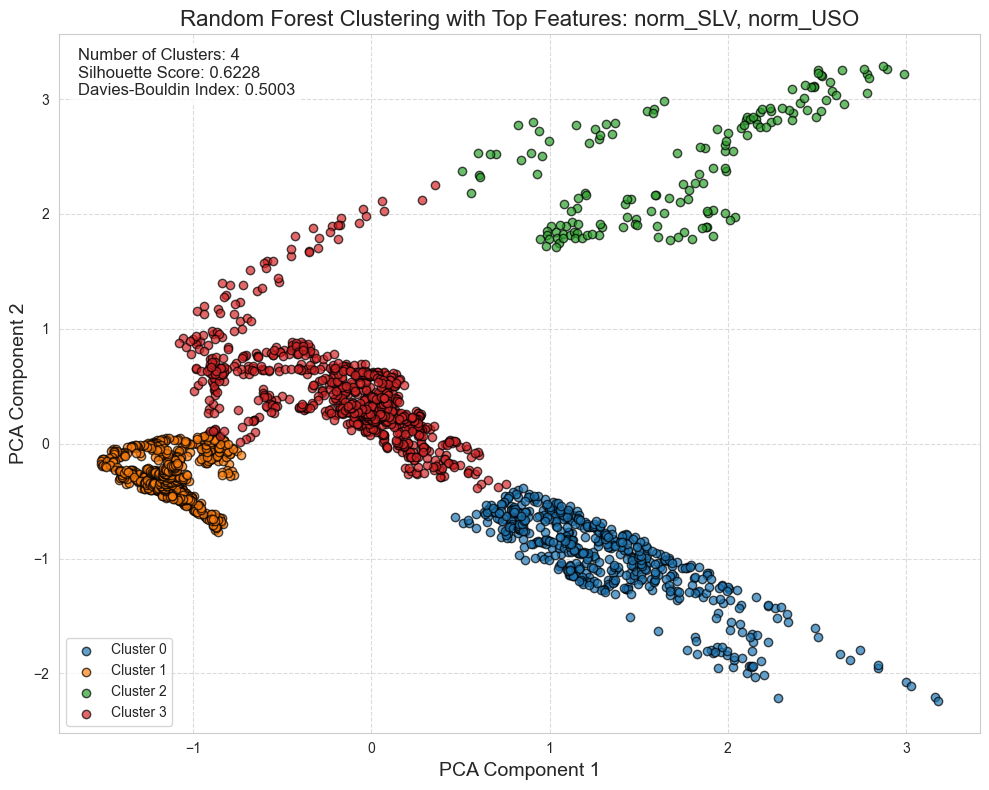 Random Forest Clustering with Top Features: norm_SLV, norm_USO
Number of Clusters: 4
Silhouette Score: 0.6228
Davies-Bouldin Index: 0.5003
PCA Component 2
3
2
1
0
−1
−2
Cluster 0
Cluster 1
Cluster 2
Cluster 3
−1
0
1
2
3
PCA Component 1